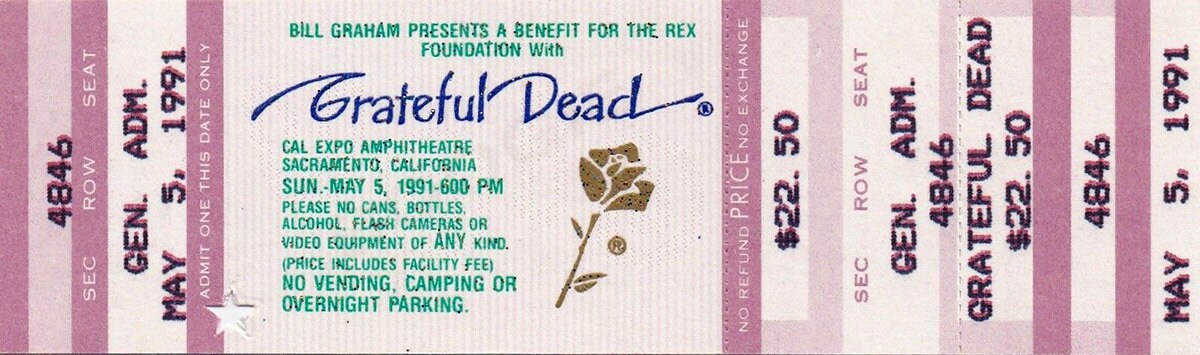 4846
SEC ROW SEAT
GEN. ADM.
MAY 5, 1991
ADMIT ONE THIS DATE ONLY
BILL GRAHAM PRESENTS A BENEFIT FOR THE REX
FOUNDATION With
Grateful Dead ®
CAL EXPO AMPHITHEATRE
SACRAMENTO, CALIFORNIA
SUN.-MAY 5, 1991-600 PM
PLEASE NO CANS, BOTTLES,
ALCOHOL, FLASH CAMERAS OR
VIDEO EQUIPMENT OF ANY KIND.
(PRICE INCLUDES FACILITY FEE)
NO VENDING, CAMPING OR
OVERNIGHT PARKING.
®
NO REFUND PRICE NO EXCHANGE
$22.50
SEC ROW SEAT
GEN. ADM.
4846
GRATEFUL DEAD
$22.50
4846
MAY 5, 1991